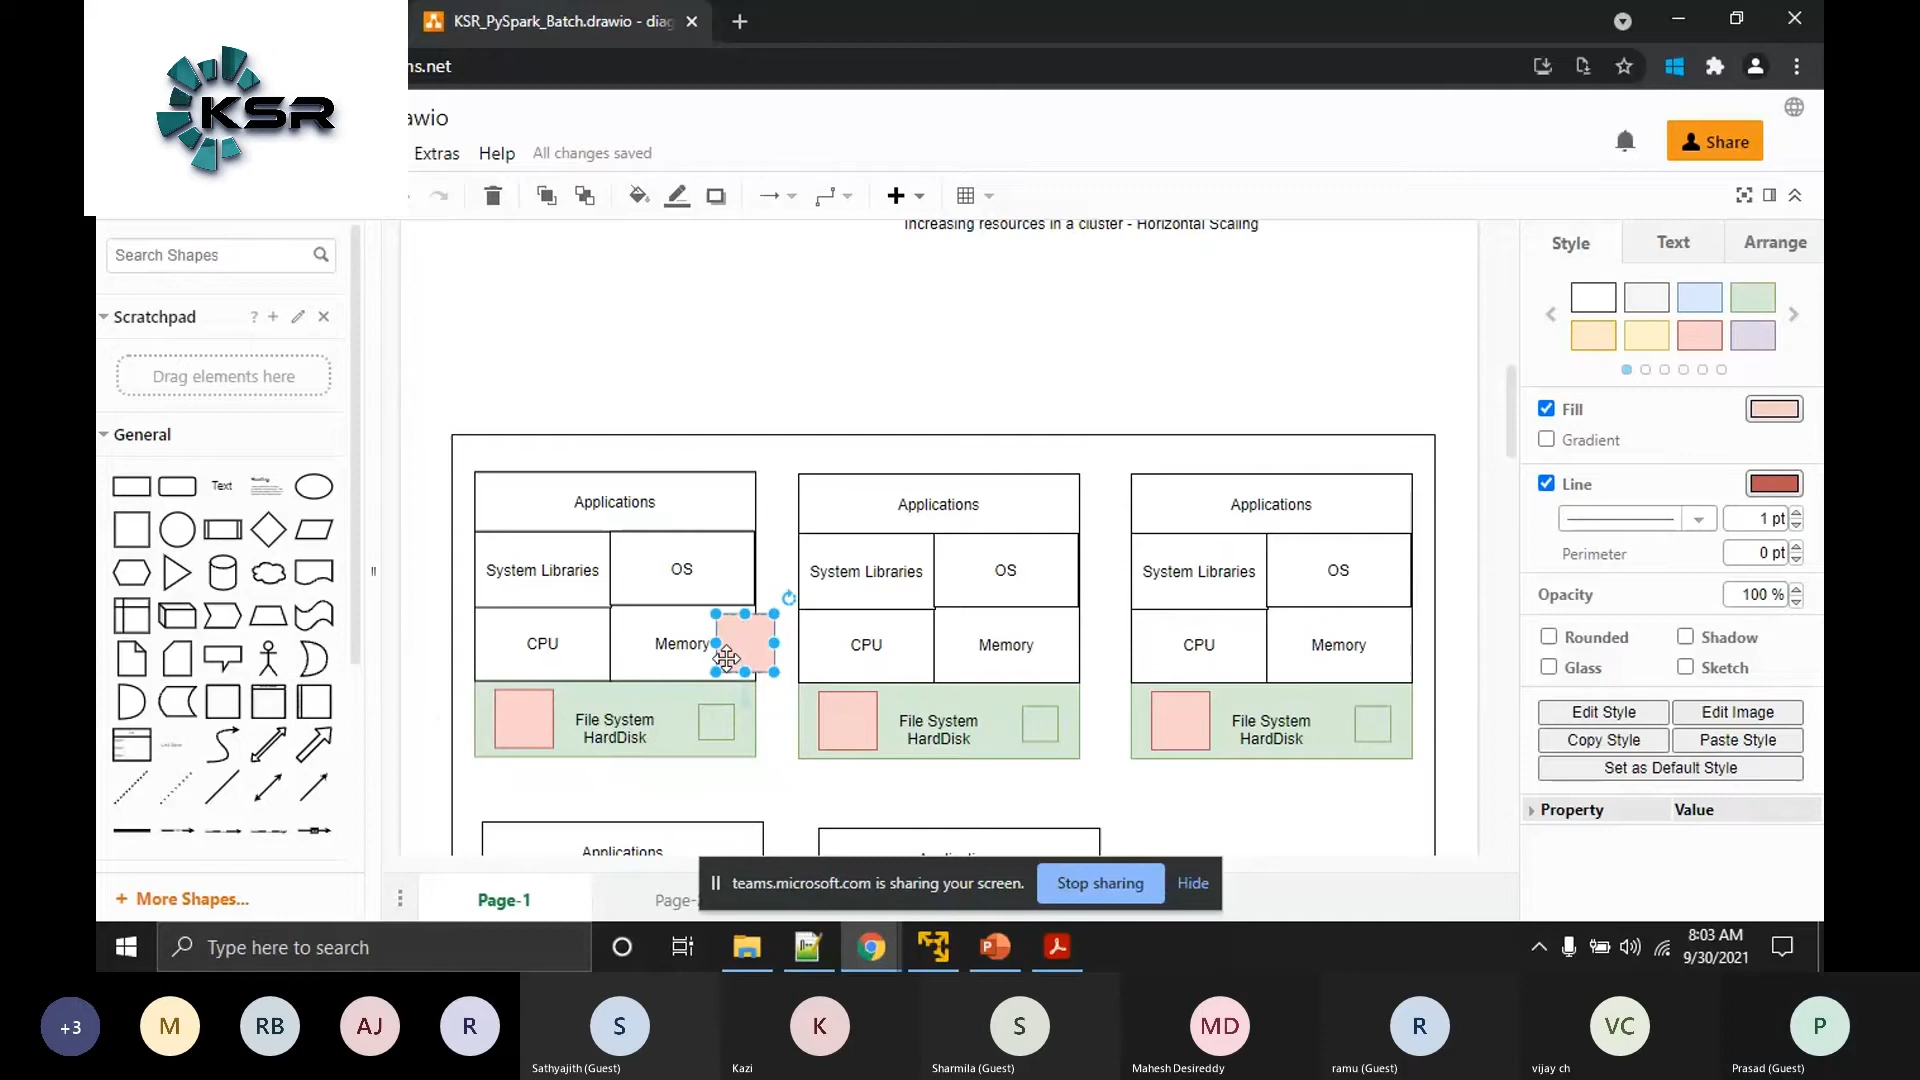 KSR_PySpark_Batch.drawio - diag
KSR
ns.net
awio
Extras Help All changes saved
Share
Increasing resources in a cluster - Horizontal Scaling
Search Shapes
Style Text Arrange
Scratchpad ?
Drag elements here
General
Text
Heading
Fill
Gradient
Line
1 pt
Perimeter 0 pt
Opacity 100 %
Rounded Shadow
Glass Sketch
Edit Style Edit Image
Copy Style Paste Style
Set as Default Style
Property Value
Applications
System Libraries OS
CPU Memory
File System
HardDisk
Applications
System Libraries OS
CPU Memory
File System
HardDisk
Applications
System Libraries OS
CPU Memory
File System
HardDisk
Applications
teams.microsoft.com is sharing your screen. Stop sharing Hide
+ More Shapes...
Page-1 Page-
Type here to search
8:03 AM
9/30/2021
+3 M RB AJ R S K S MD R VC P
Sathyajith (Guest) Kazi Sharmila (Guest) Mahesh Desireddy ramu (Guest) vijay ch Prasad (Guest)